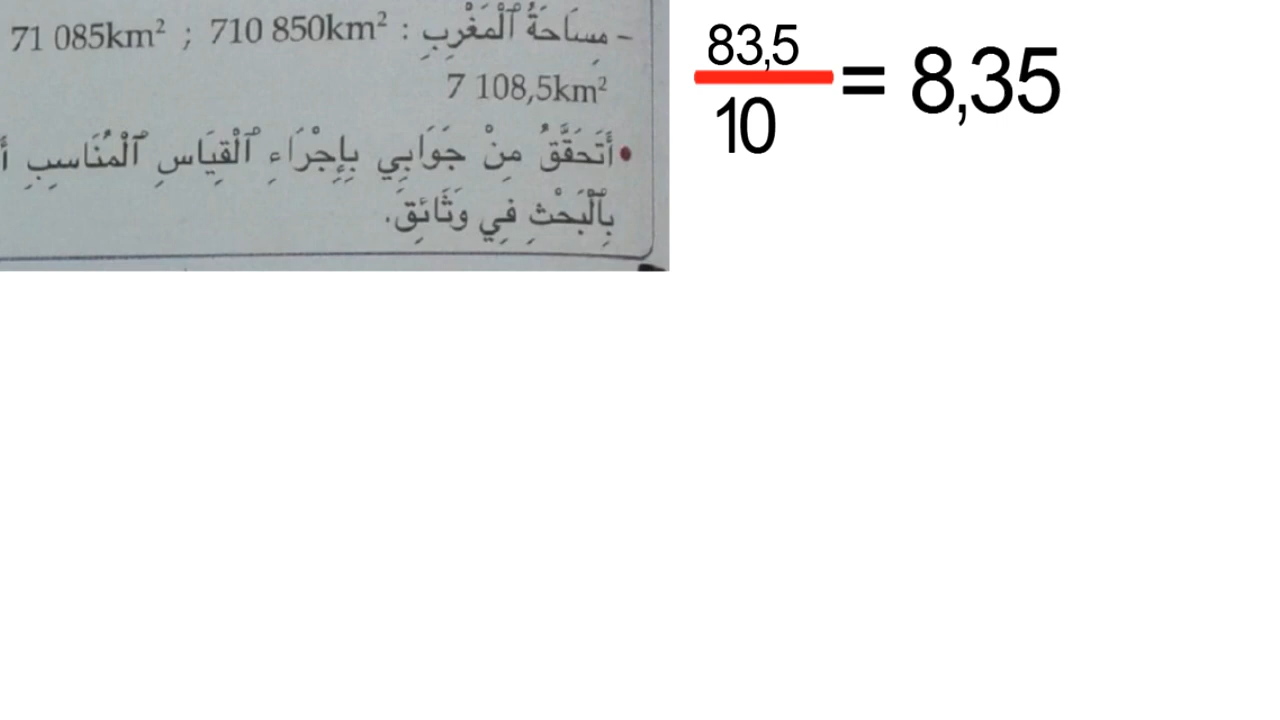 – مِسَاحَةُ ٱلْمَغْرِبِ : 710 850km² ; 71 085km²
7 108,5km²
•أَتَحَقَّقُ مِنْ جَوَابِي بِإِجْرَاءِ ٱلْقِيَاسِ ٱلْمُنَاسِبِ أ
بِٱلْبَحْثِ فِي وَثَائِقَ.
83,5
10
= 8,35